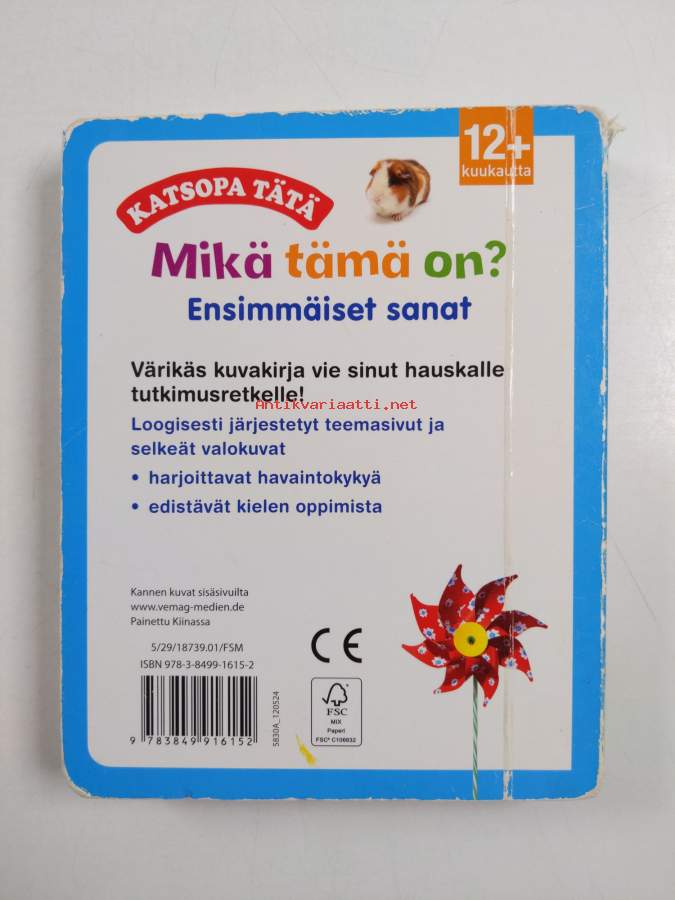 12+
kuukautta
KATSOPA TÄTÄ
Mikä tämä on?
Ensimmäiset sanat
Värikäs kuvakirja vie sinut hauskalle
tutkimusretkelle!
Antikvariaatti.net
Loogisesti järjestetyt teemasivut ja
selkeät valokuvat
• harjoittavat havaintokykyä
• edistävät kielen oppimista
Kannen kuvat sisäsivuilta
www.vemag-medien.de
Painettu Kiinassa
5/29/18739.01/FSM
ISBN 978-3-8499-1615-2
9 783849 916152
5830A_120524
CE
FSC
MIX
Paperi
FSC® C106832